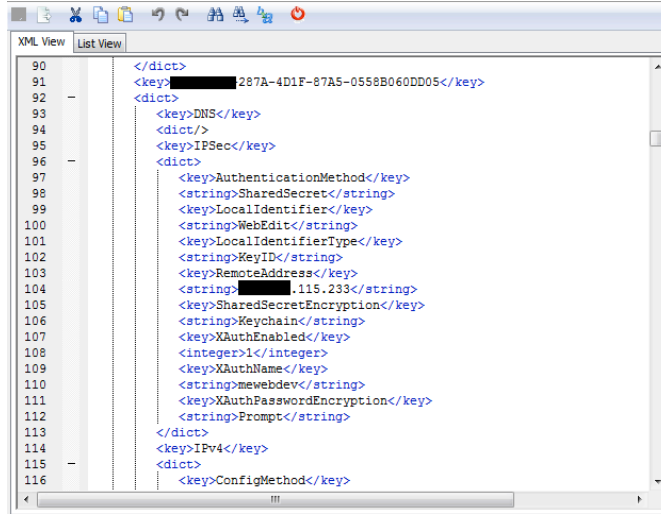 XML View List View
90 </dict>
91 <key>-287A-4D1F-87A5-0558B060DD05</key>
92 <dict>
93 <key>DNS</key>
94 <dict/>
95 <key>IPSec</key>
96 <dict>
97 <key>AuthenticationMethod</key>
98 <string>SharedSecret</string>
99 <key>LocalIdentifier</key>
100 <string>WebEdit</string>
101 <key>LocalIdentifierType</key>
102 <string>KeyID</string>
103 <key>RemoteAddress</key>
104 <string>.115.233</string>
105 <key>SharedSecretEncryption</key>
106 <string>Keychain</string>
107 <key>XAuthEnabled</key>
108 <integer>1</integer>
109 <key>XAuthName</key>
110 <string>mewebdev</string>
111 <key>XAuthPasswordEncryption</key>
112 <string>Prompt</string>
113 </dict>
114 <key>IPv4</key>
115 <dict>
116 <key>ConfigMethod</key>